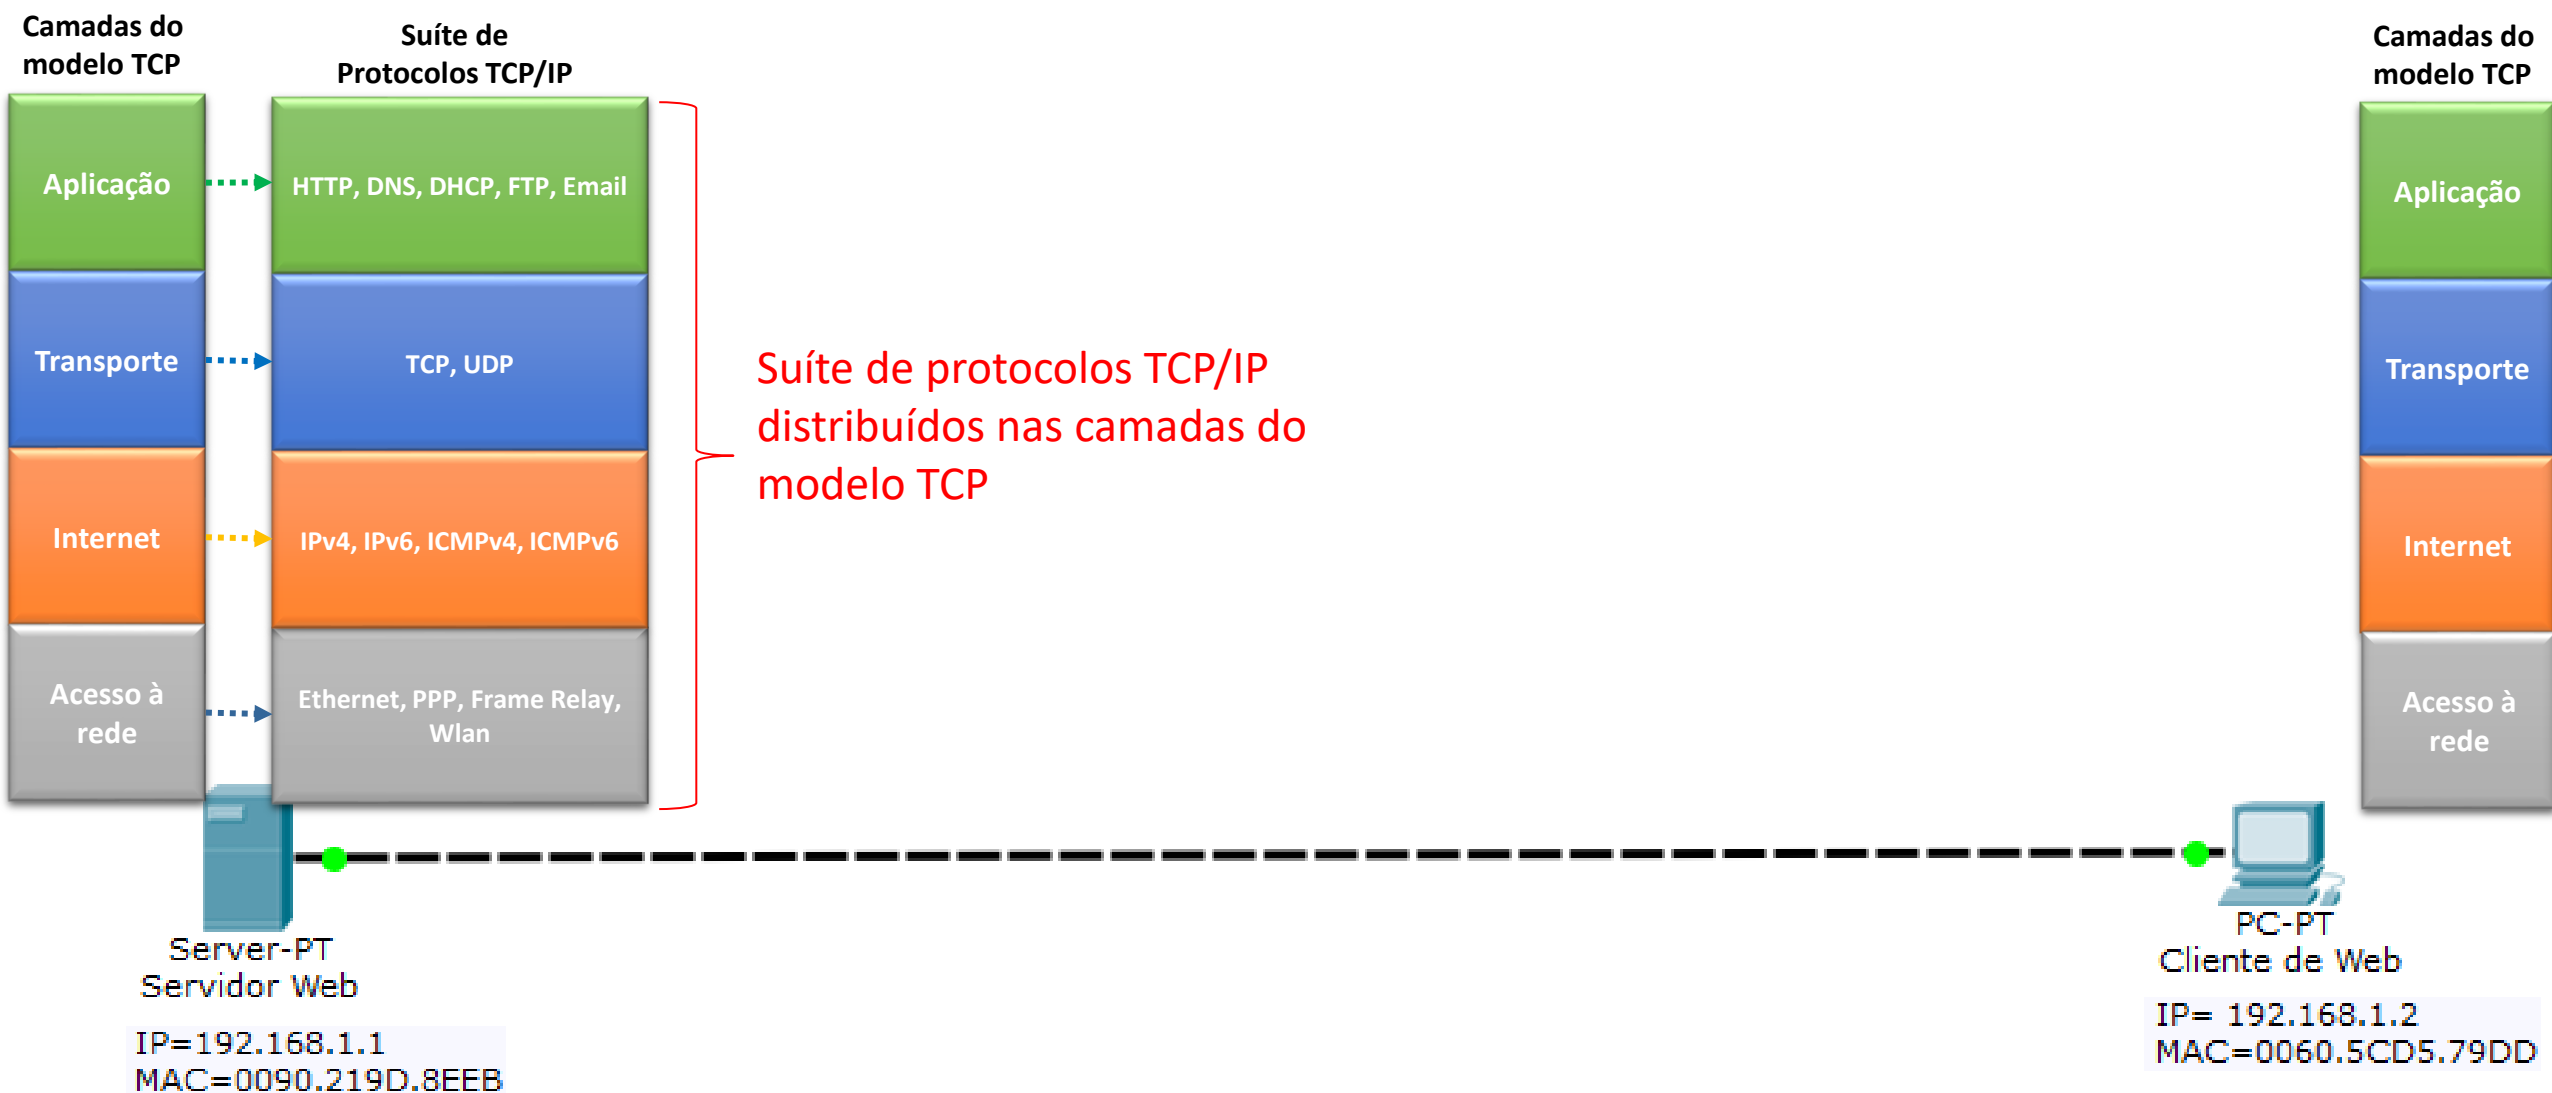 Camadas do
modelo TCP
Suíte de
Protocolos TCP/IP
Camadas do
modelo TCP
Aplicação
HTTP, DNS, DHCP, FTP, Email
Aplicação
Transporte
TCP, UDP
Suíte de protocolos TCP/IP
distribuídos nas camadas do
modelo TCP
Transporte
Internet
IPv4, IPv6, ICMPv4, ICMPv6
Internet
Acesso à
rede
Ethernet, PPP, Frame Relay,
Wlan
Acesso à
rede
Server-PT
Servidor Web
IP=192.168.1.1
MAC=0090.219D.8EEB
PC-PT
Cliente de Web
IP= 192.168.1.2
MAC=0060.5CD5.79DD